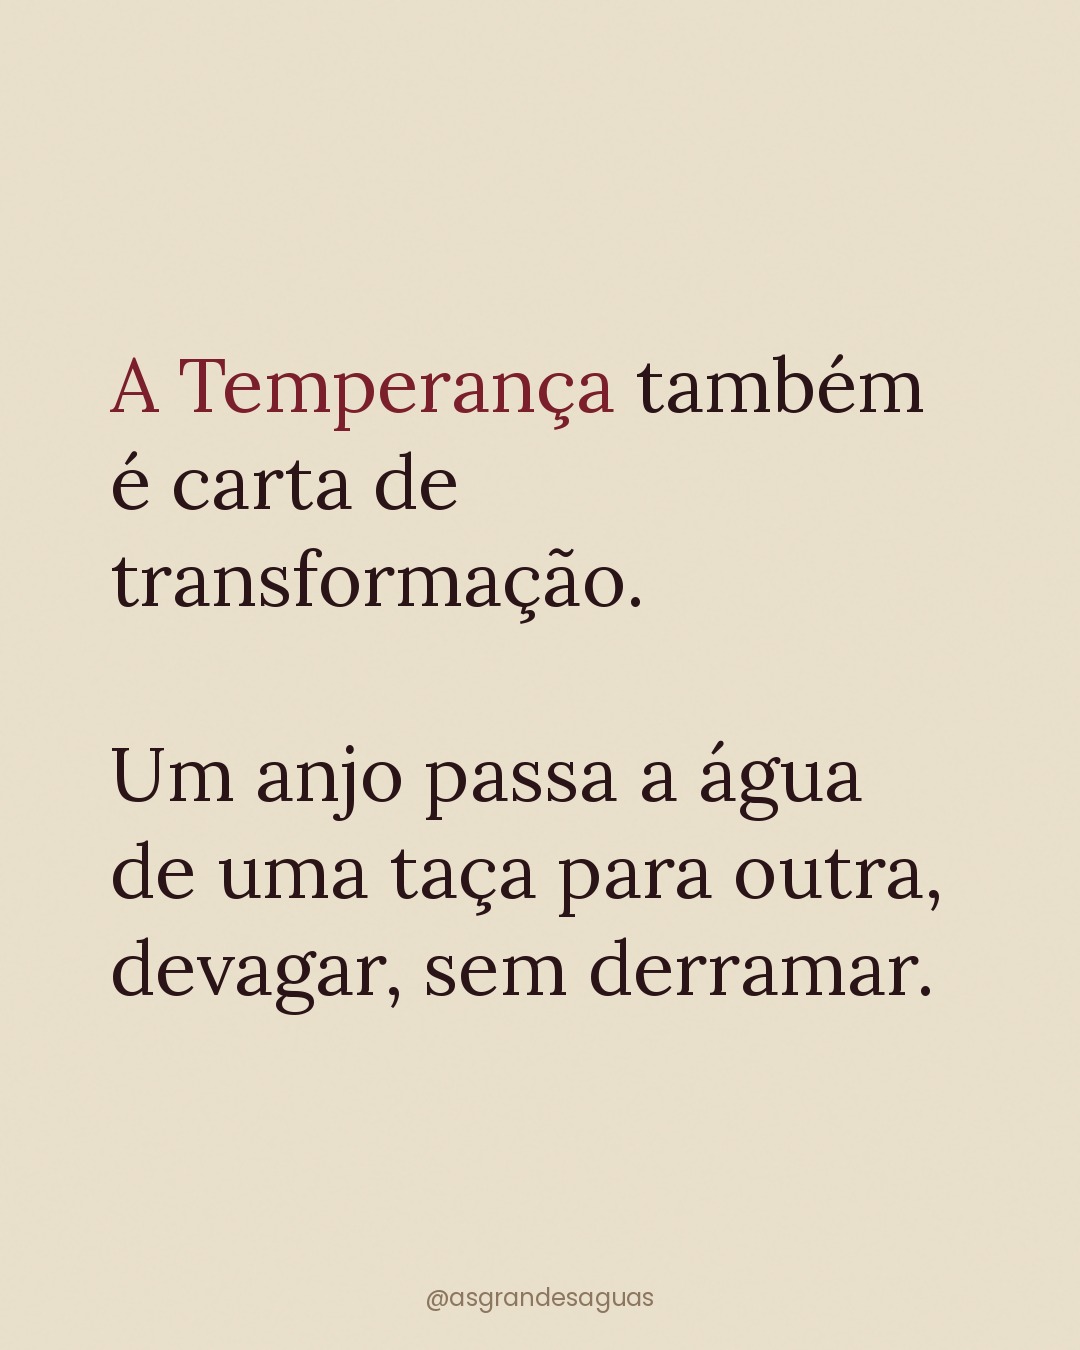 A Temperança também
é carta de
transformação.
Um anjo passa a água
de uma taça para outra,
devagar, sem derramar.
@asgrandesaguas